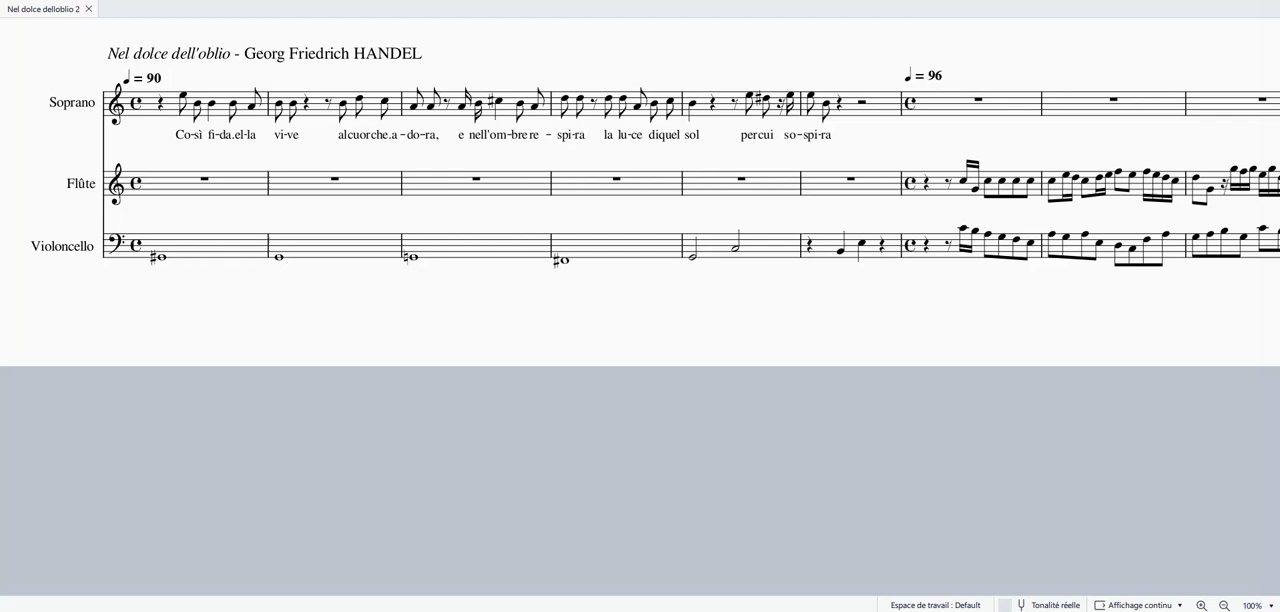 Nel dolce delloblio 2
Nel dolce dell'oblio - Georg Friedrich HANDEL
= 90
= 96
Soprano
Co-sì fi-da.el-la vi-ve al cuor che.a-do-ra, e nell'om-bre re-spi-ra la lu-ce di quel sol per cui so-spi-ra
Flûte
Violoncello
Espace de travail : Default Tonalité réelle Affichage continu 100%